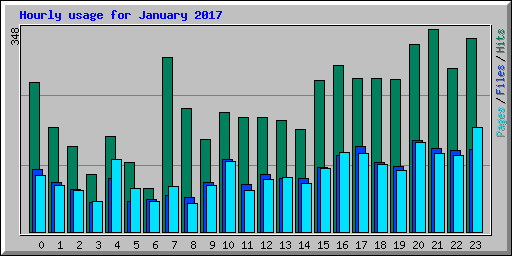 Hourly usage for January 2017
348
Pages/Files/Hits
0 1 2 3 4 5 6 7 8 9 10 11 12 13 14 15 16 17 18 19 20 21 22 23